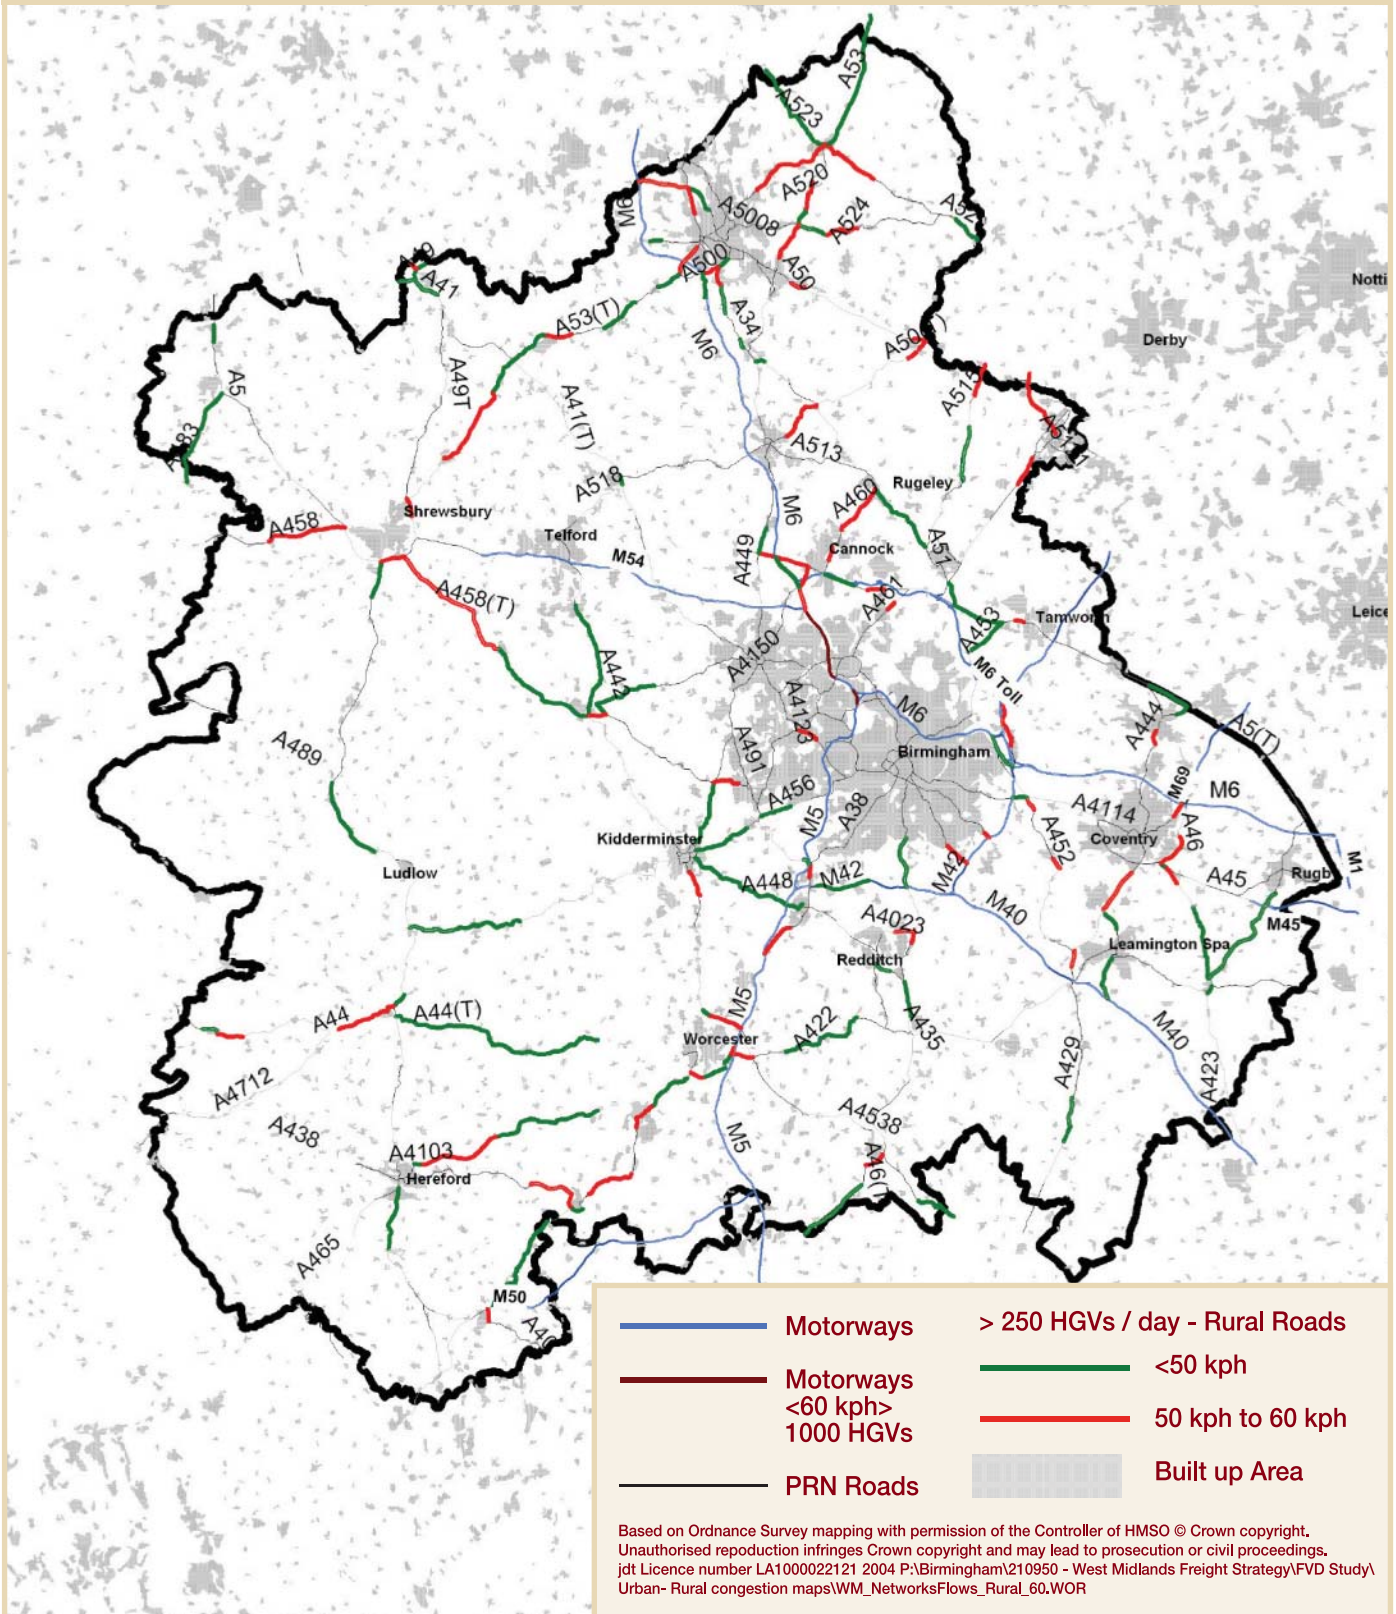 A53
A523
A520
M6
A5008
A524
A52
A500
A50
A49
A41
Notti
A34
A53(T)
M6
Derby
A5
A49T
A41(T)
A515
A513
A518
Rugeley
A460
M6
Shrewsbury
A458
Telford
A449
Cannock
A51
M54
A458(T)
A461
A453
Tamworth
Leice
A4150
A442
M6 Toll
A4123
M6
A444
A5(T)
A489
A491
Birmingham
M69
M6
A456
M5
A38
A4114
A46
Kidderminster
A452
Coventry
M1
Ludlow
A448
M42
M42
A45
Rugb
M40
A4023
M45
Redditch
Leamington Spa
M5
A44
A44(T)
Worcester
A422
A435
M40
A429
A423
A4712
A438
A4538
M5
A4103
A46(T
Hereford
A465
M50
A40
Motorways
> 250 HGVs / day - Rural Roads
<50 kph
Motorways
<60 kph>
1000 HGVs
50 kph to 60 kph
PRN Roads
Built up Area
Based on Ordnance Survey mapping with permission of the Controller of HMSO © Crown copyright.
Unauthorised repoduction infringes Crown copyright and may lead to prosecution or civil proceedings.
jdt Licence number LA1000022121 2004 P:\Birmingham\210950 - West Midlands Freight Strategy\FVD Study\
Urban- Rural congestion maps\WM_NetworksFlows_Rural_60.WOR